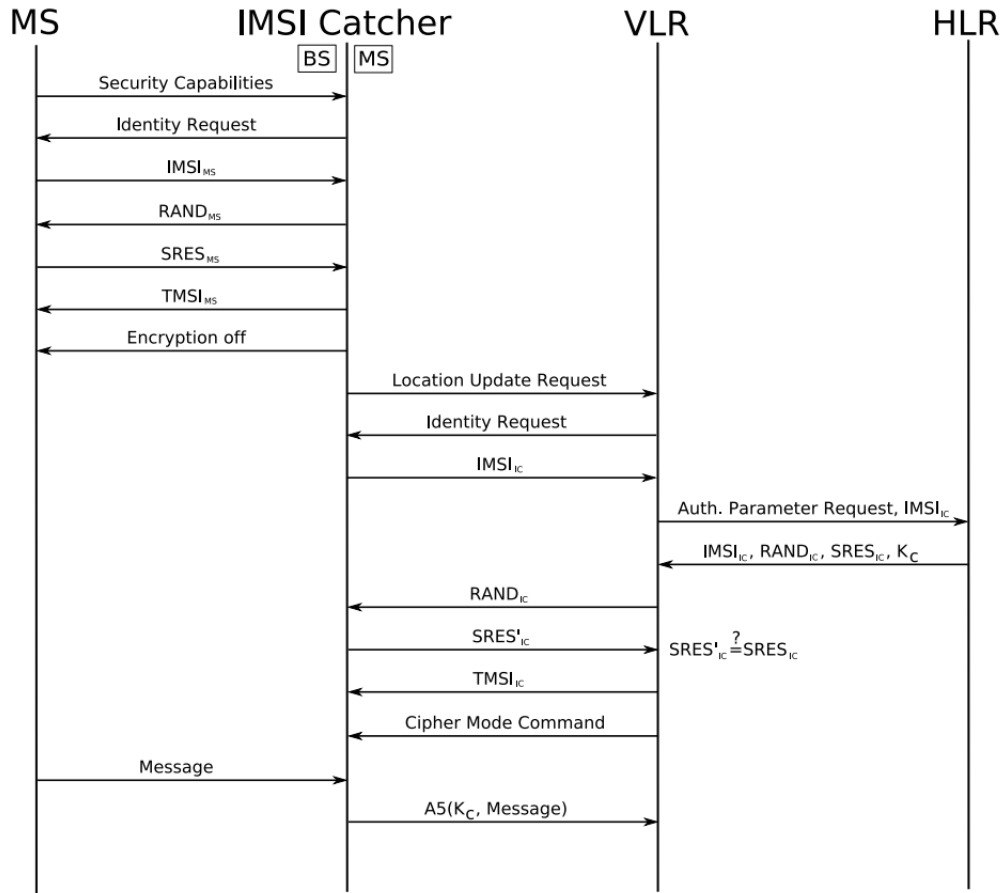 MS IMSI Catcher VLR HLR
BS MS
Security Capabilities
Identity Request
IMSI_MS
RAND_MS
SRES_MS
TMSI_MS
Encryption off
Location Update Request
Identity Request
IMSI_IC
Auth. Parameter Request, IMSI_IC
IMSI_IC, RAND_IC, SRES_IC, K_C
RAND_IC
SRES'_IC
SRES'_IC ?= SRES_IC
TMSI_IC
Cipher Mode Command
Message
A5(K_C, Message)